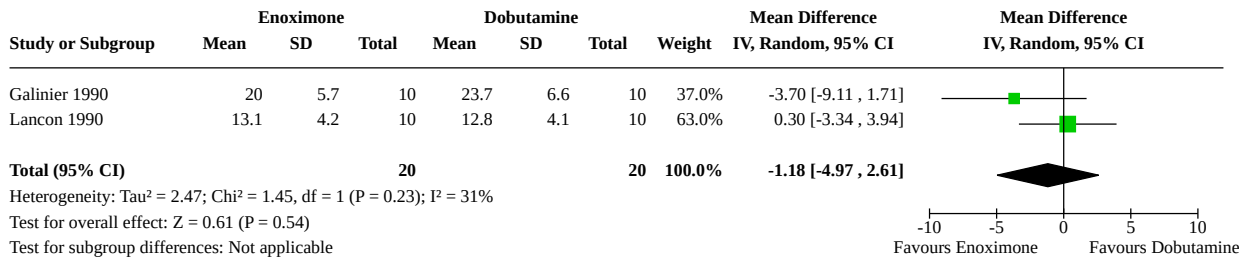 Enoximone Dobutamine Mean Difference Mean Difference
Study or Subgroup Mean SD Total Mean SD Total Weight IV, Random, 95% CI IV, Random, 95% CI
Galinier 1990 20 5.7 10 23.7 6.6 10 37.0% -3.70 [-9.11 , 1.71]
Lancon 1990 13.1 4.2 10 12.8 4.1 10 63.0% 0.30 [-3.34 , 3.94]
Total (95% CI) 20 20 100.0% -1.18 [-4.97 , 2.61]
Heterogeneity: Tau² = 2.47; Chi² = 1.45, df = 1 (P = 0.23); I² = 31%
Test for overall effect: Z = 0.61 (P = 0.54) -10 -5 0 5 10
Test for subgroup differences: Not applicable Favours Enoximone Favours Dobutamine